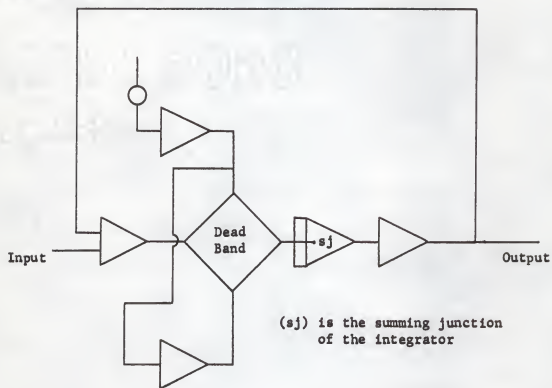 Dead
Band
sj
Input
Output
(sj) is the summing junction
of the integrator